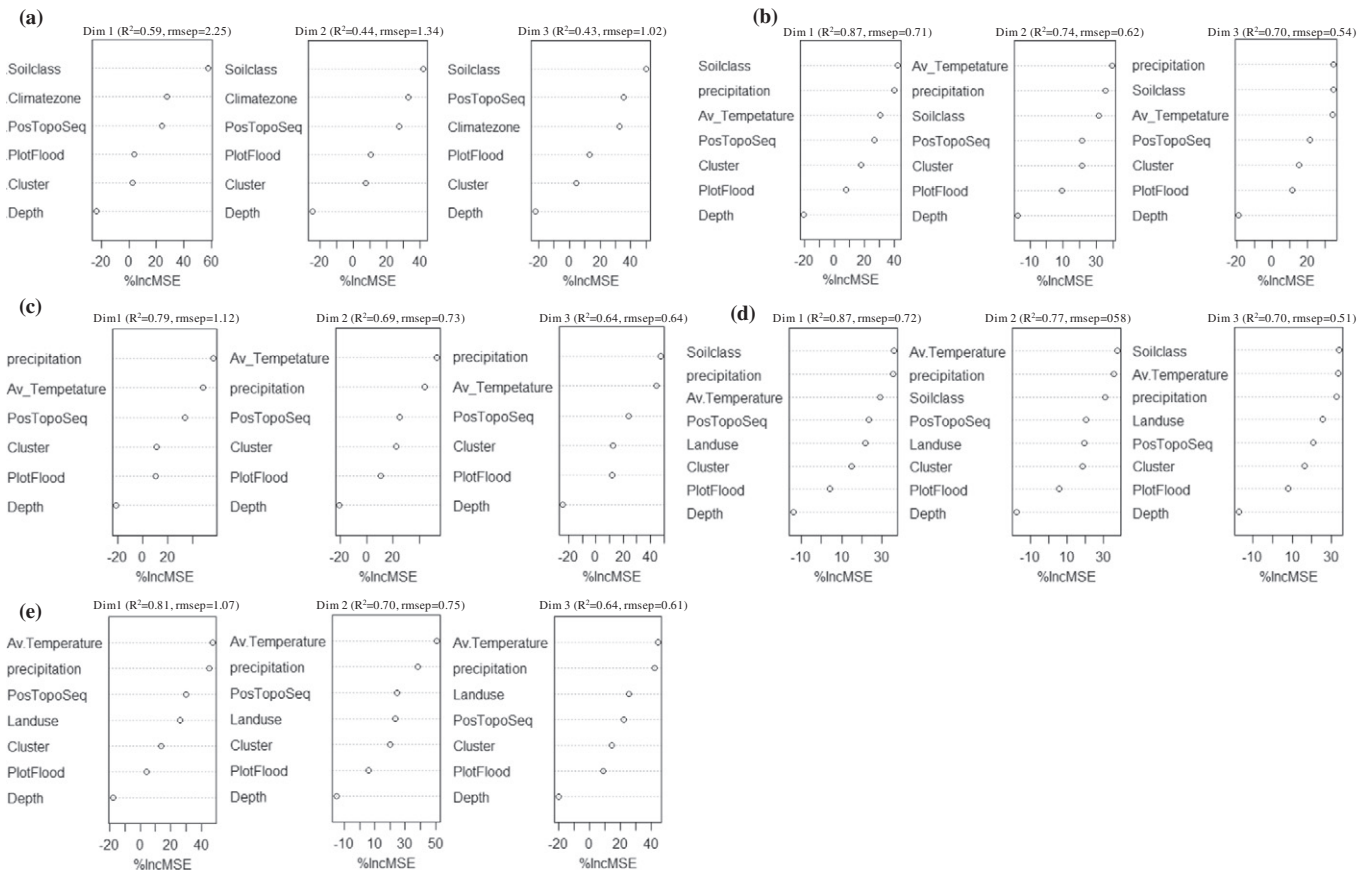 (a)
Dim 1 (R²=0.59, rmsep=2.25)
.Soilclass
.Climatezone
.PosTopoSeq
.PlotFlood
.Cluster
.Depth
-20 0 20 40 60
%IncMSE
Dim 2 (R²=0.44, rmsep=1.34)
Soilclass
Climatezone
PosTopoSeq
PlotFlood
Cluster
Depth
-20 0 20 40
%IncMSE
Dim 3 (R²=0.43, rmsep=1.02)
Soilclass
PosTopoSeq
Climatezone
PlotFlood
Cluster
Depth
-20 0 20 40
%IncMSE
(b)
Dim 1 (R²=0.87, rmsep=0.71)
Soilclass
precipitation
Av_Tempetature
PosTopoSeq
Cluster
PlotFlood
Depth
-20 0 20 40
%IncMSE
Dim 2 (R²=0.74, rmsep=0.62)
Av_Tempetature
precipitation
Soilclass
PosTopoSeq
Cluster
PlotFlood
Depth
-10 10 30
%IncMSE
Dim 3 (R²=0.70, rmsep=0.54)
precipitation
Soilclass
Av_Tempetature
PosTopoSeq
Cluster
PlotFlood
Depth
-20 0 20
%IncMSE
(c)
Dim1 (R²=0.79, rmsep=1.12)
precipitation
Av_Tempetature
PosTopoSeq
Cluster
PlotFlood
Depth
-20 0 20
%IncMSE
Dim 2 (R²=0.69, rmsep=0.73)
Av_Tempetature
precipitation
PosTopoSeq
Cluster
PlotFlood
Depth
-20 0 20 40
%IncMSE
Dim 3 (R²=0.64, rmsep=0.64)
precipitation
Av_Tempetature
PosTopoSeq
Cluster
PlotFlood
Depth
-20 0 20 40
%IncMSE
(d)
Dim 1 (R²=0.87, rmsep=0.72)
Soilclass
precipitation
Av.Temperature
PosTopoSeq
Landuse
Cluster
PlotFlood
Depth
-10 10 30
%IncMSE
Dim 2 (R²=0.77, rmsep=058)
Av.Temperature
precipitation
Soilclass
PosTopoSeq
Landuse
Cluster
PlotFlood
Depth
-10 10 30
%IncMSE
Dim 3 (R²=0.70, rmsep=0.51)
Soilclass
Av.Temperature
precipitation
Landuse
PosTopoSeq
Cluster
PlotFlood
Depth
-10 10 30
%IncMSE
(e)
Dim1 (R²=0.81, rmsep=1.07)
Av.Temperature
precipitation
PosTopoSeq
Landuse
Cluster
PlotFlood
Depth
-20 0 20 40
%IncMSE
Dim 2 (R²=0.70, rmsep=0.75)
Av.Temperature
precipitation
PosTopoSeq
Landuse
Cluster
PlotFlood
Depth
-10 10 30 50
%IncMSE
Dim 3 (R²=0.64, rmsep=0.61)
Av.Temperature
precipitation
Landuse
PosTopoSeq
Cluster
PlotFlood
Depth
-20 0 20 40
%IncMSE